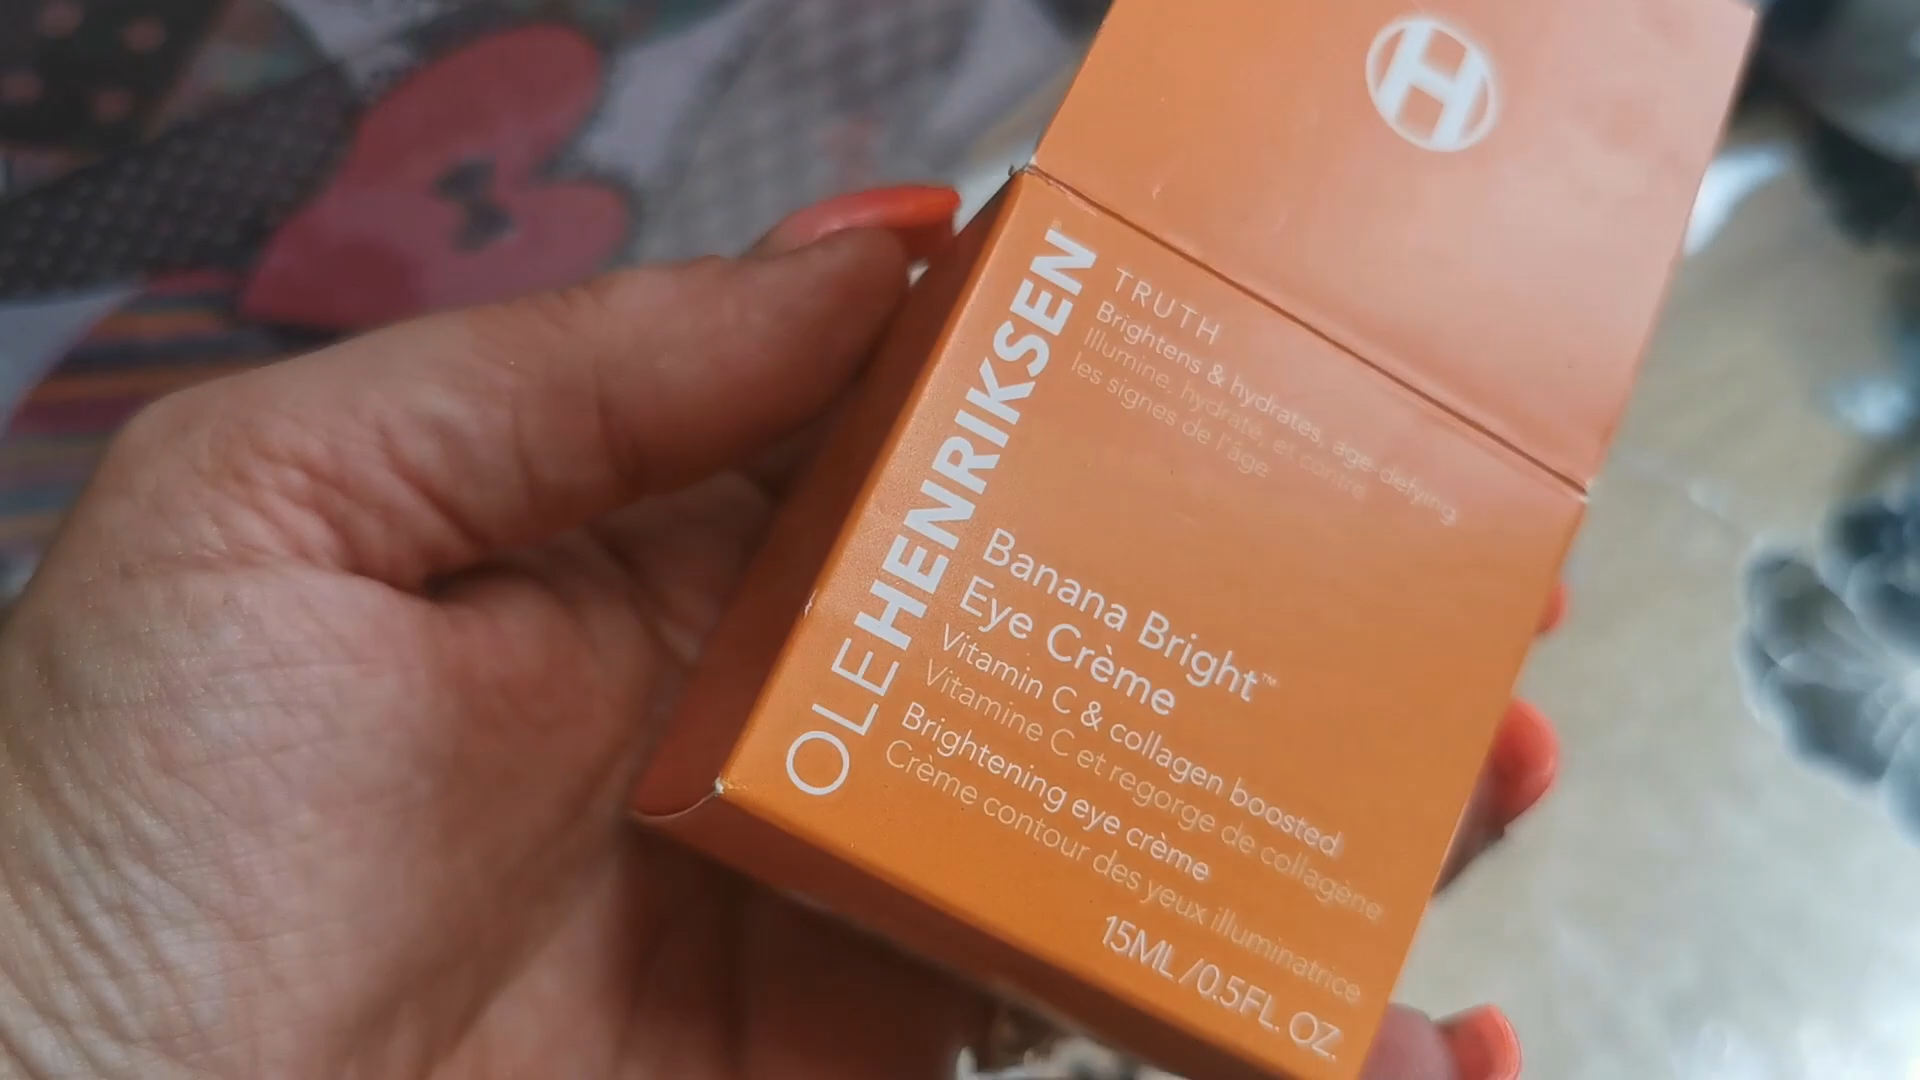 H
OLEHENRIKSEN
TRUTH
Brightens & hydrates, age-defying
Illumine, hydrate, et contre
les signes de l'âge
Banana Bright™
Eye Crème
Vitamin C & collagen boosted
Vitamine C et regorge de collagène
Brightening eye crème
Crème contour des yeux illuminatrice
15ML/0.5FL. OZ.